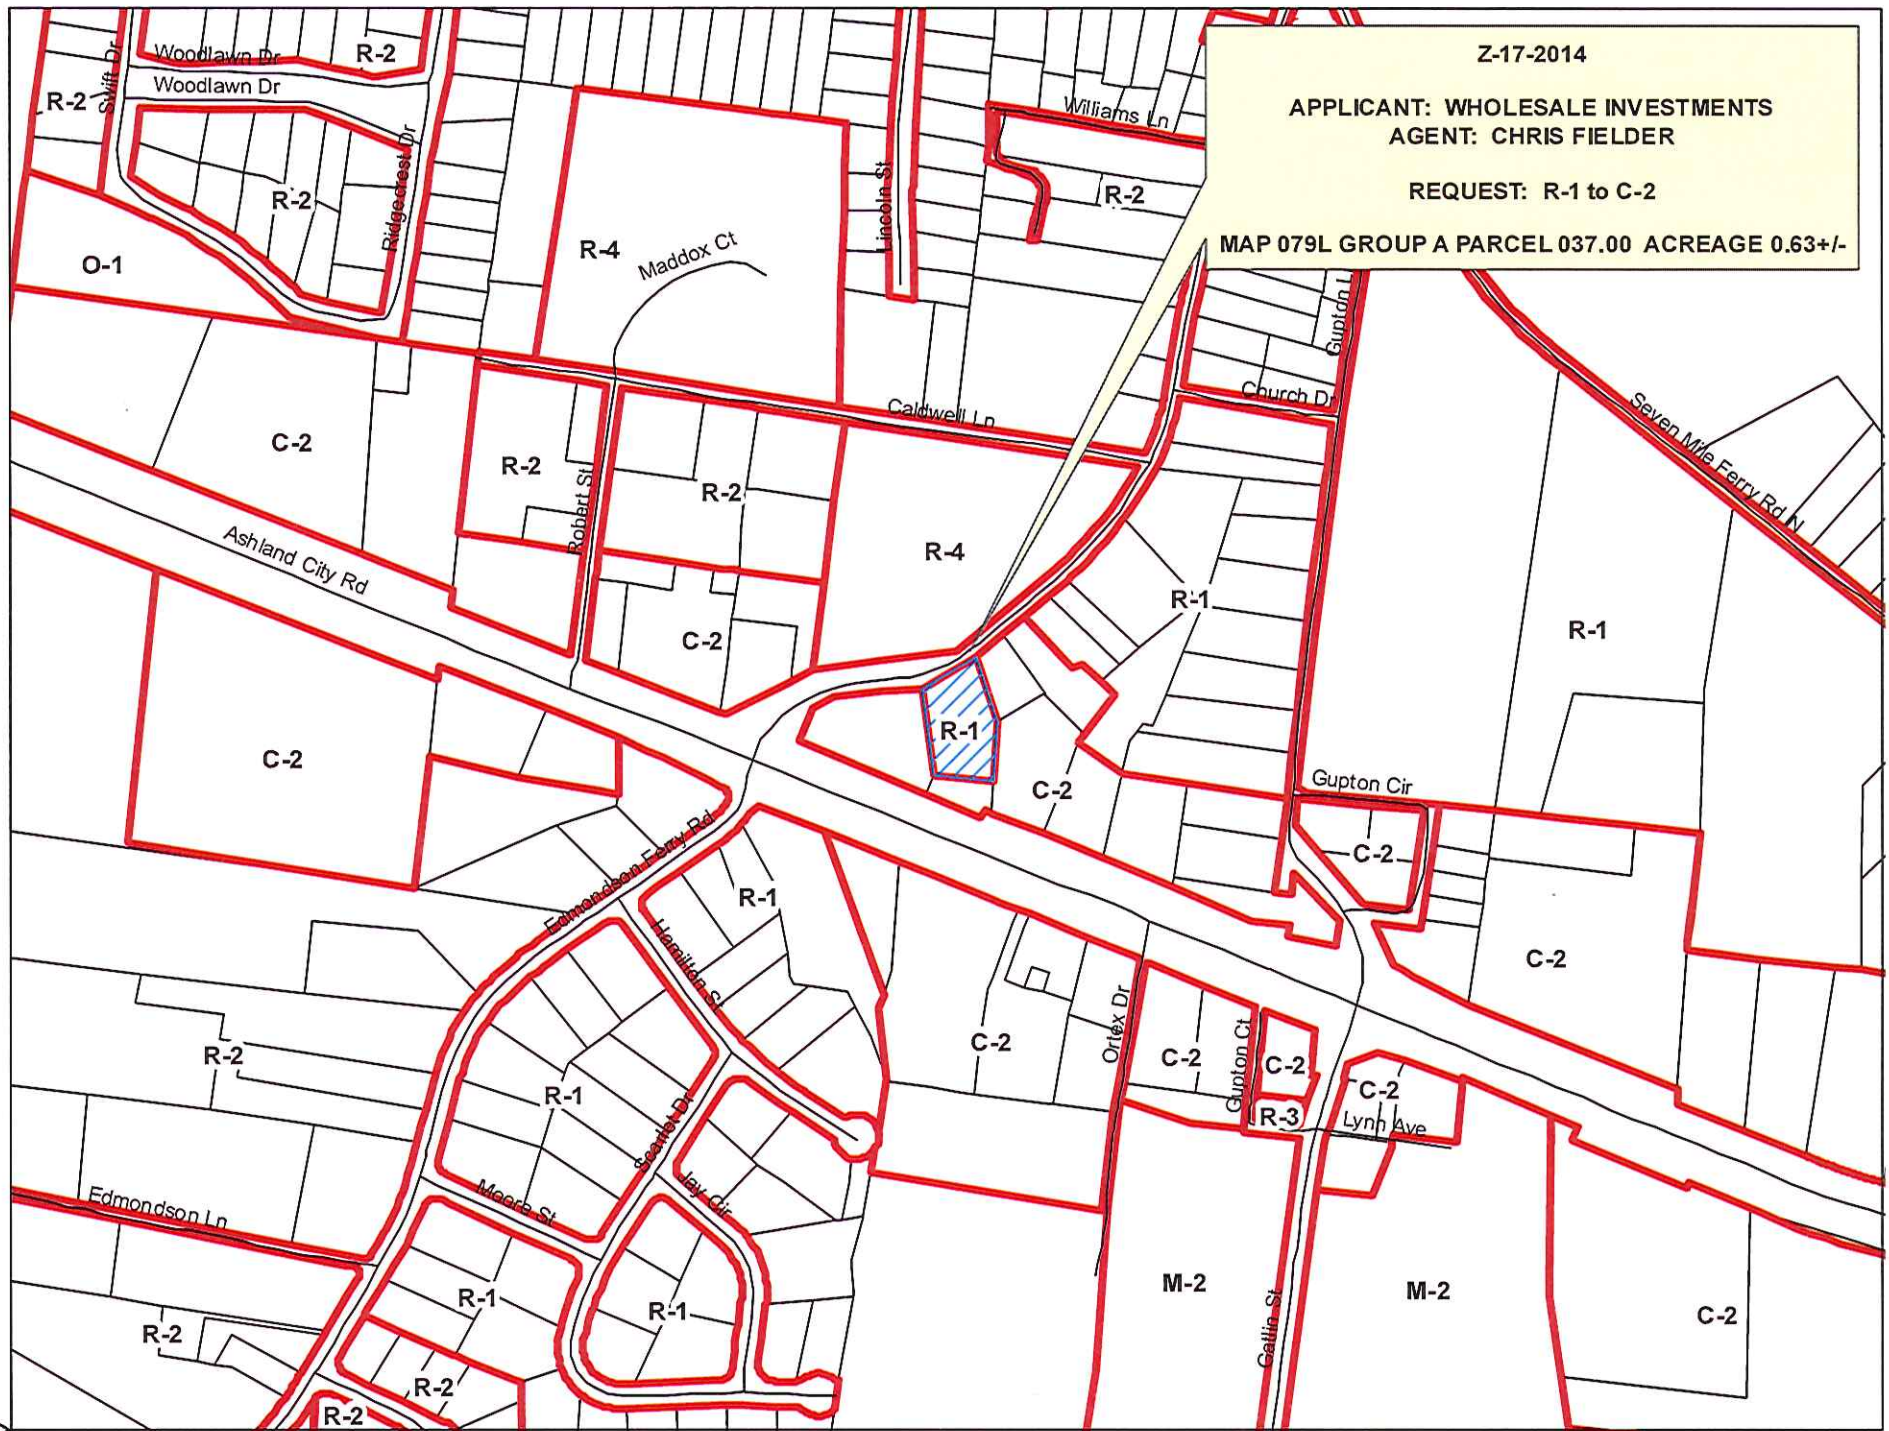 Z-17-2014
APPLICANT: WHOLESALE INVESTMENTS
AGENT: CHRIS FIELDER
REQUEST: R-1 to C-2
MAP 079L GROUP A PARCEL 037.00 ACREAGE 0.63+/-
Woodlawn Dr
R-2
Swift Dr
Woodlawn Dr
R-2
Williams Ln
Ridgecrest Dr
R-2
Lincoln St
R-2
R-4
Maddox Ct
O-1
Gupton L
Church Dr
Caldwell Ln
Seven Mile Ferry Rd N
C-2
R-2
Robert St
R-2
Ashland City Rd
R-4
R-1
R-1
C-2
R-1
C-2
C-2
Gupton Cir
C-2
Edmondson Ferry Rd
R-1
Hamilton St
C-2
C-2
Ortex Dr
C-2
Gupton Ct
C-2
R-2
C-2
R-1
R-3
Lynn Ave
Scarlet Dr
Moore St
Jay Cir
Edmondson Ln
M-2
M-2
R-1
R-1
Gatlin St
C-2
R-2
R-2
R-2